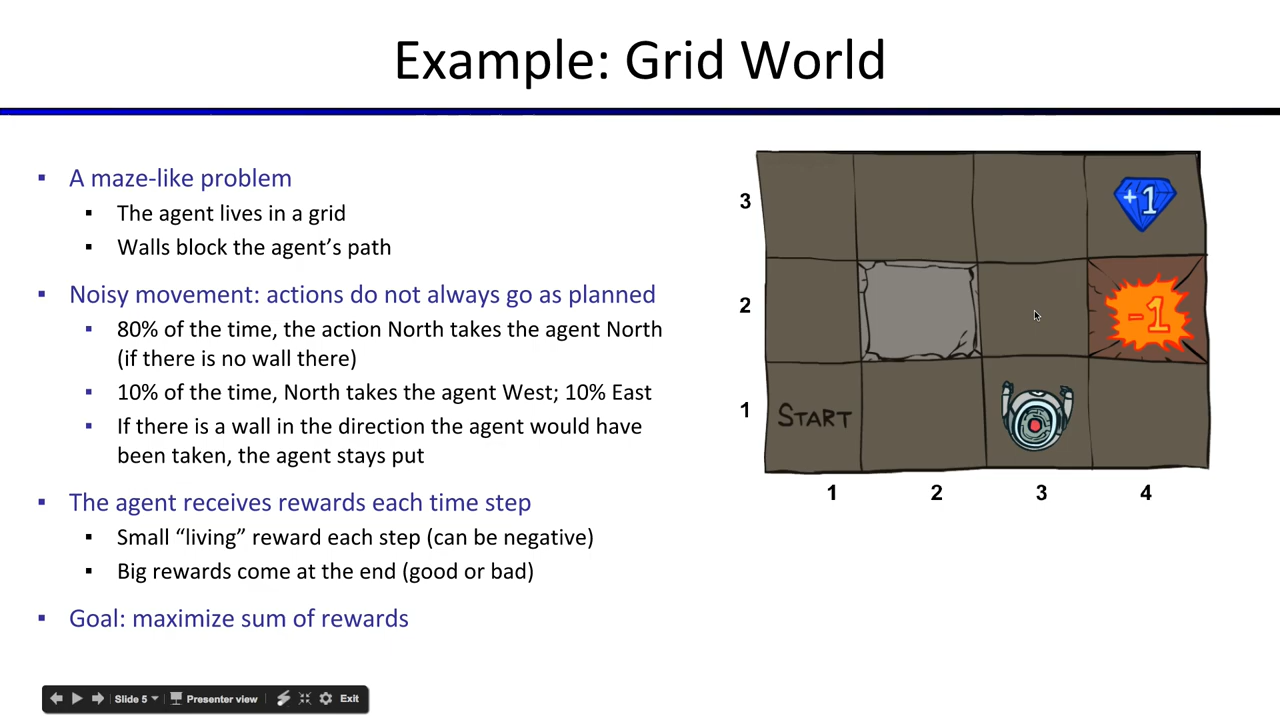 Example: Grid World
▪ A maze-like problem
▪ The agent lives in a grid
▪ Walls block the agent’s path
▪ Noisy movement: actions do not always go as planned
▪ 80% of the time, the action North takes the agent North
(if there is no wall there)
▪ 10% of the time, North takes the agent West; 10% East
▪ If there is a wall in the direction the agent would have
been taken, the agent stays put
▪ The agent receives rewards each time step
▪ Small “living” reward each step (can be negative)
▪ Big rewards come at the end (good or bad)
▪ Goal: maximize sum of rewards
3
+1
2
-1
1
START
1 2 3 4
Slide 5 Presenter view Exit